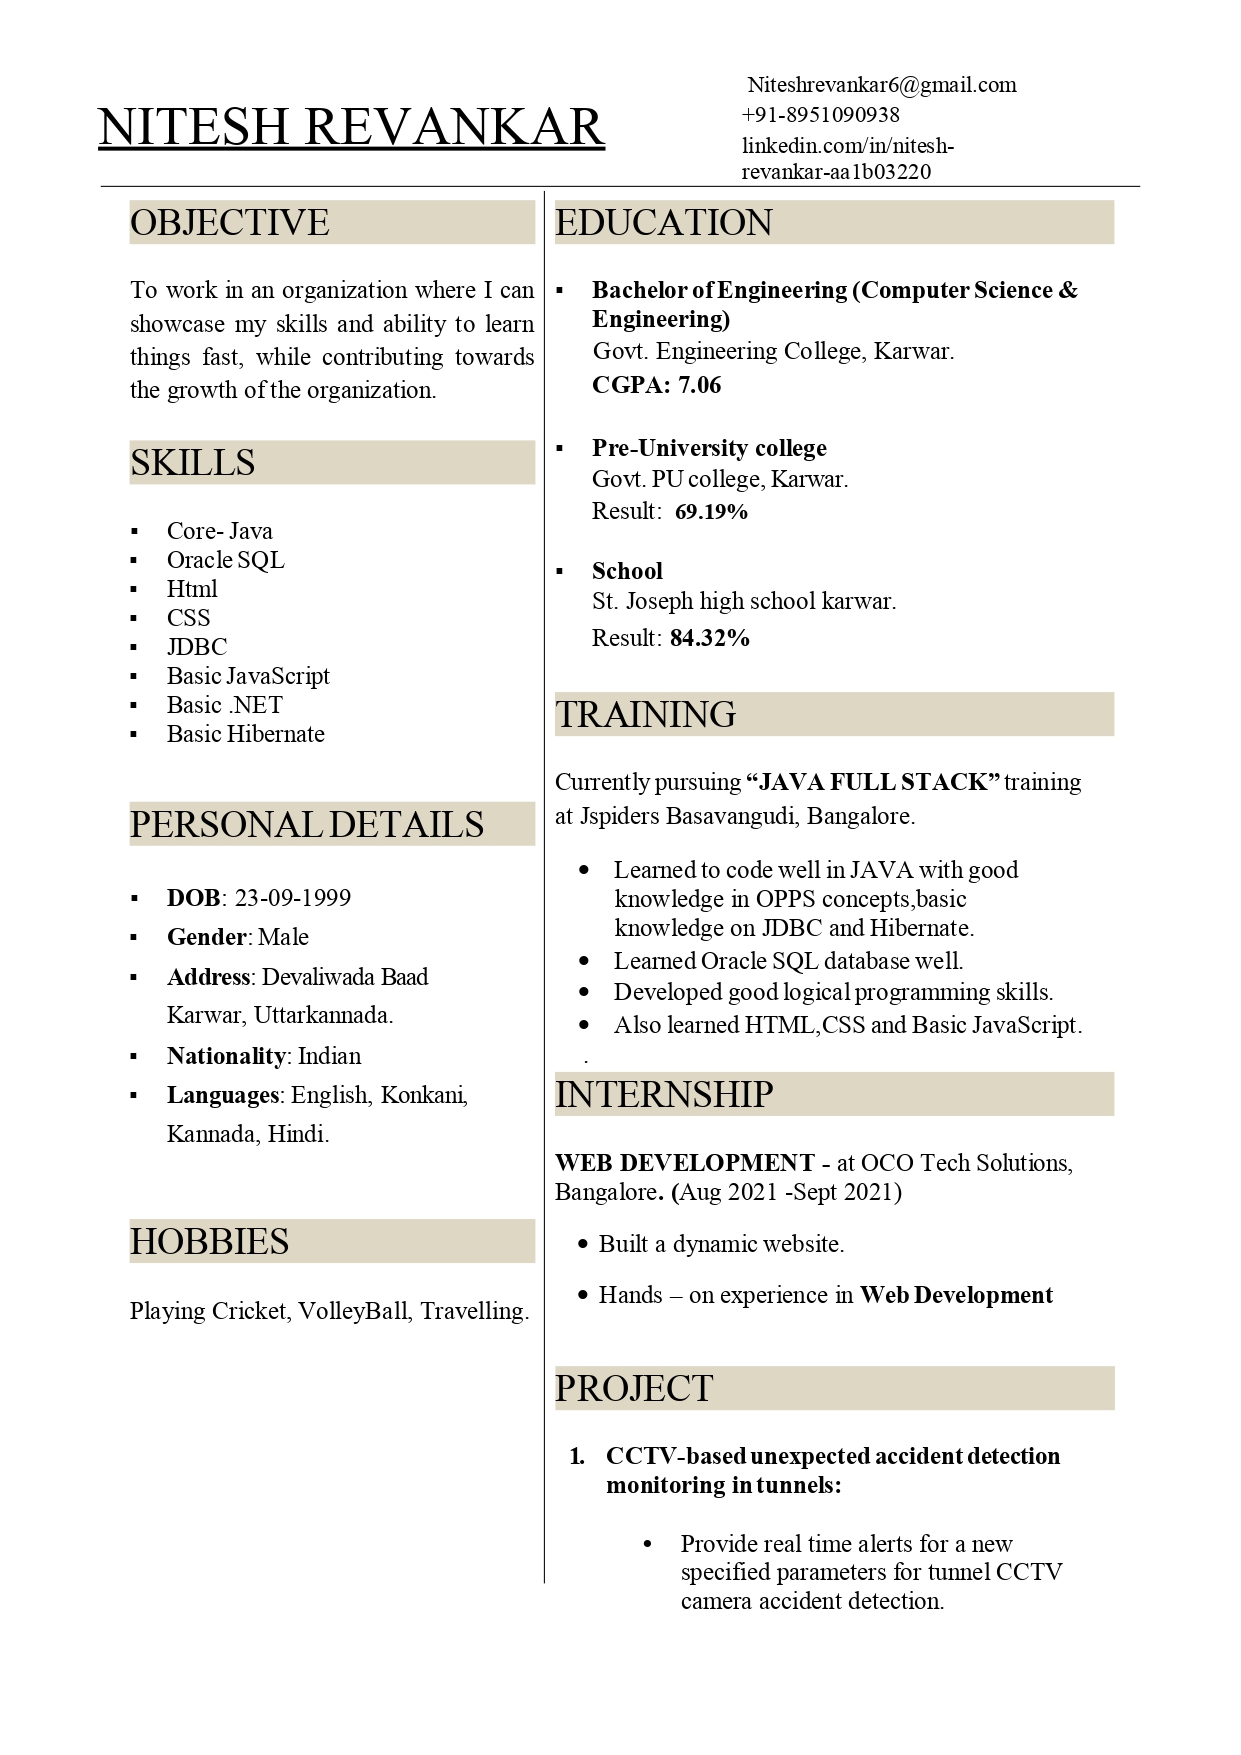 NITESH REVANKAR
Niteshrevankar6@gmail.com
+91-8951090938
linkedin.com/in/nitesh-
revankar-aa1b03220
OBJECTIVE
To work in an organization where I can
showcase my skills and ability to learn
things fast, while contributing towards
the growth of the organization.
SKILLS
▪ Core- Java
▪ Oracle SQL
▪ Html
▪ CSS
▪ JDBC
▪ Basic JavaScript
▪ Basic .NET
▪ Basic Hibernate
PERSONAL DETAILS
▪ DOB: 23-09-1999
▪ Gender: Male
▪ Address: Devaliwada Baad
Karwar, Uttarkannada.
▪ Nationality: Indian
▪ Languages: English, Konkani,
Kannada, Hindi.
HOBBIES
Playing Cricket, VolleyBall, Travelling.
EDUCATION
▪ Bachelor of Engineering (Computer Science &
Engineering)
Govt. Engineering College, Karwar.
CGPA: 7.06
▪ Pre-University college
Govt. PU college, Karwar.
Result: 69.19%
▪ School
St. Joseph high school karwar.
Result: 84.32%
TRAINING
Currently pursuing “JAVA FULL STACK” training
at Jspiders Basavangudi, Bangalore.
• Learned to code well in JAVA with good
knowledge in OPPS concepts,basic
knowledge on JDBC and Hibernate.
• Learned Oracle SQL database well.
• Developed good logical programming skills.
• Also learned HTML,CSS and Basic JavaScript.
.
INTERNSHIP
WEB DEVELOPMENT - at OCO Tech Solutions,
Bangalore. (Aug 2021 -Sept 2021)
• Built a dynamic website.
• Hands – on experience in Web Development
PROJECT
1. CCTV-based unexpected accident detection
monitoring in tunnels:
• Provide real time alerts for a new
specified parameters for tunnel CCTV
camera accident detection.